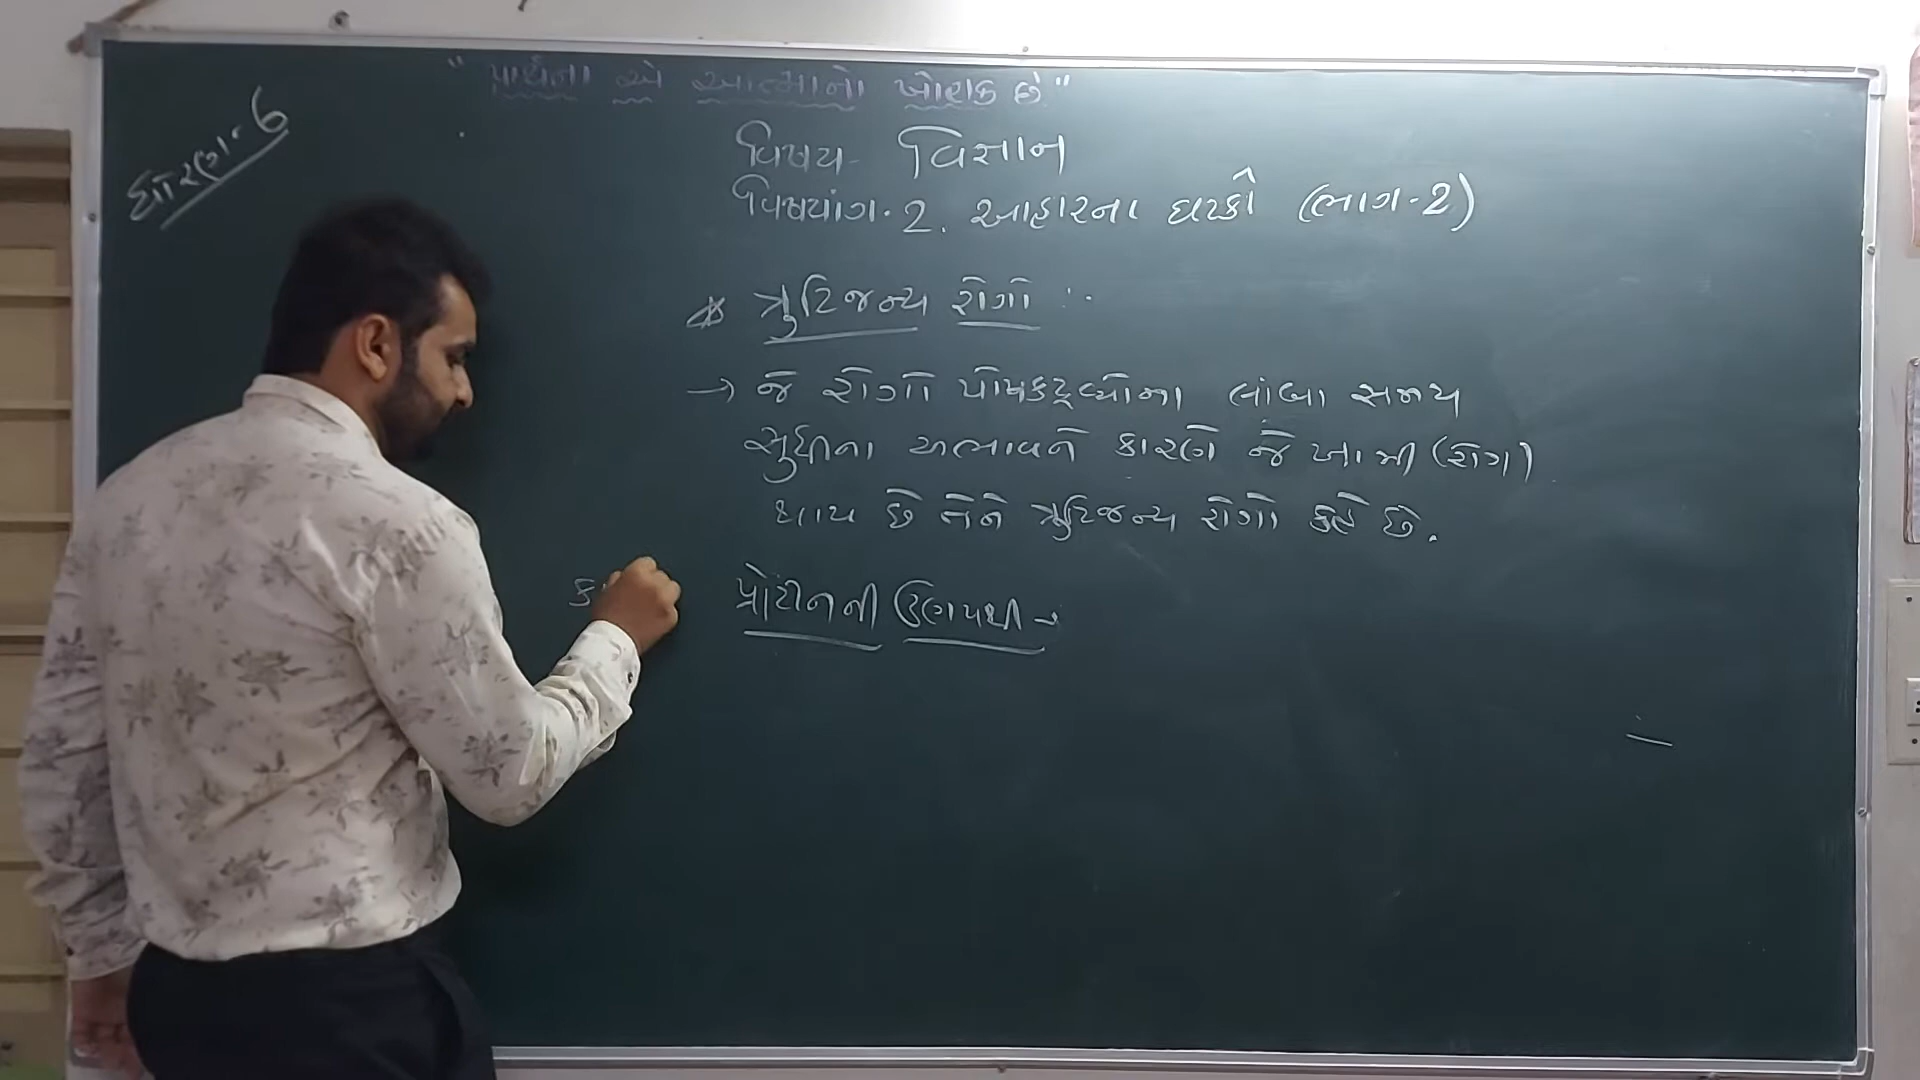 "પ્રાર્થના એ આત્માનો ખોરાક છે"
ધોરણ-6
વિષય- વિજ્ઞાન
વિષયાંગ-2. આહારના ઘટકો (ભાગ-2)
* ત્રુટિજન્ય રોગો :-
→ જે રોગો પોષકદ્રવ્યોના લાંબા સમય
સુધીના અભાવને કારણે જે ખામી (રોગ)
થાય છે તેને ત્રુટિજન્ય રોગો કહે છે.
પ્રોટીનની ઉણપથી →